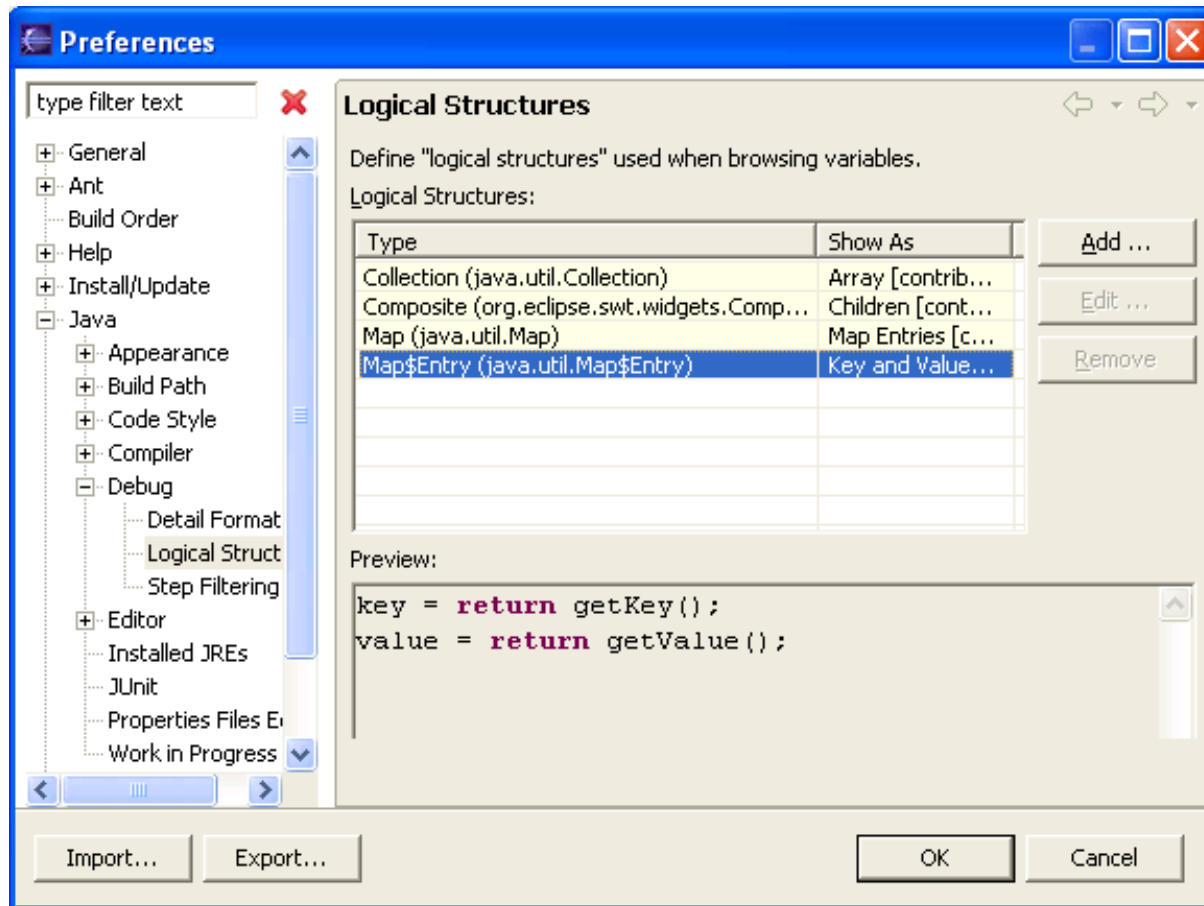 Preferences
type filter text
General
Ant
Build Order
Help
Install/Update
Java
Appearance
Build Path
Code Style
Compiler
Debug
Detail Format
Logical Struct
Step Filtering
Editor
Installed JREs
JUnit
Properties Files E
Work in Progress
Logical Structures
Define "logical structures" used when browsing variables.
Logical Structures:
Type Show As
Collection (java.util.Collection) Array [contrib...
Composite (org.eclipse.swt.widgets.Comp... Children [cont...
Map (java.util.Map) Map Entries [c...
Map$Entry (java.util.Map$Entry) Key and Value...
Add ...
Edit ...
Remove
Preview:
key = return getKey();
value = return getValue();
Import... Export... OK Cancel